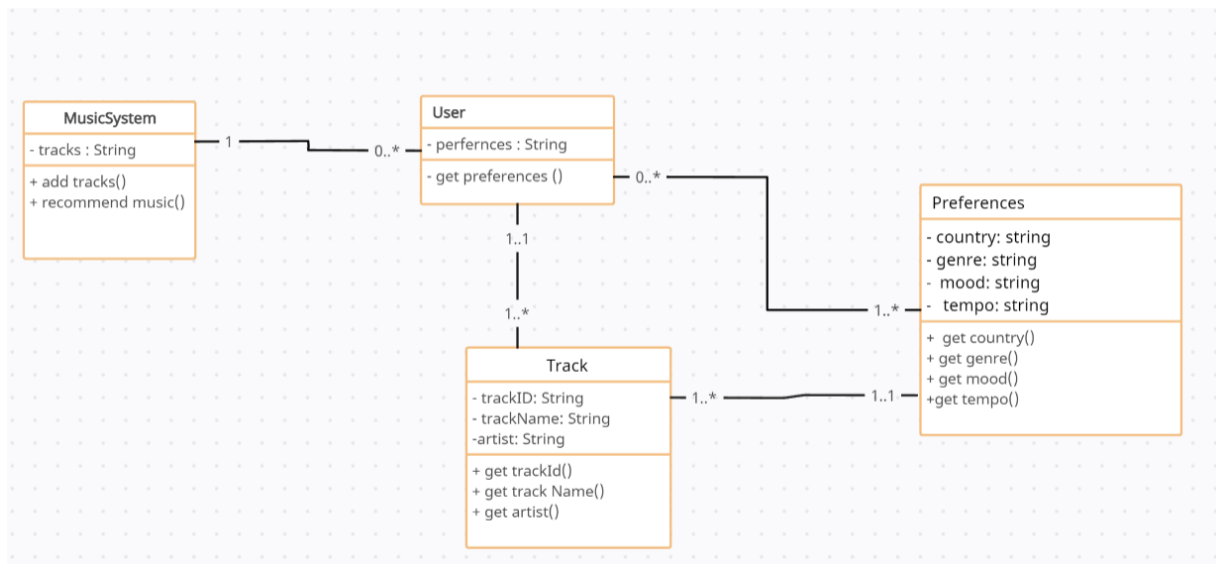 MusicSystem
- tracks : String
+ add tracks()
+ recommend music()
1
0..*
User
- perfernces : String
- get preferences ()
0..*
1..*
1..1
1..*
Preferences
- country: string
- genre: string
- mood: string
- tempo: string
+ get country()
+ get genre()
+ get mood()
+get tempo()
Track
- trackID: String
- trackName: String
-artist: String
+ get trackId()
+ get track Name()
+ get artist()
1..*
1..1